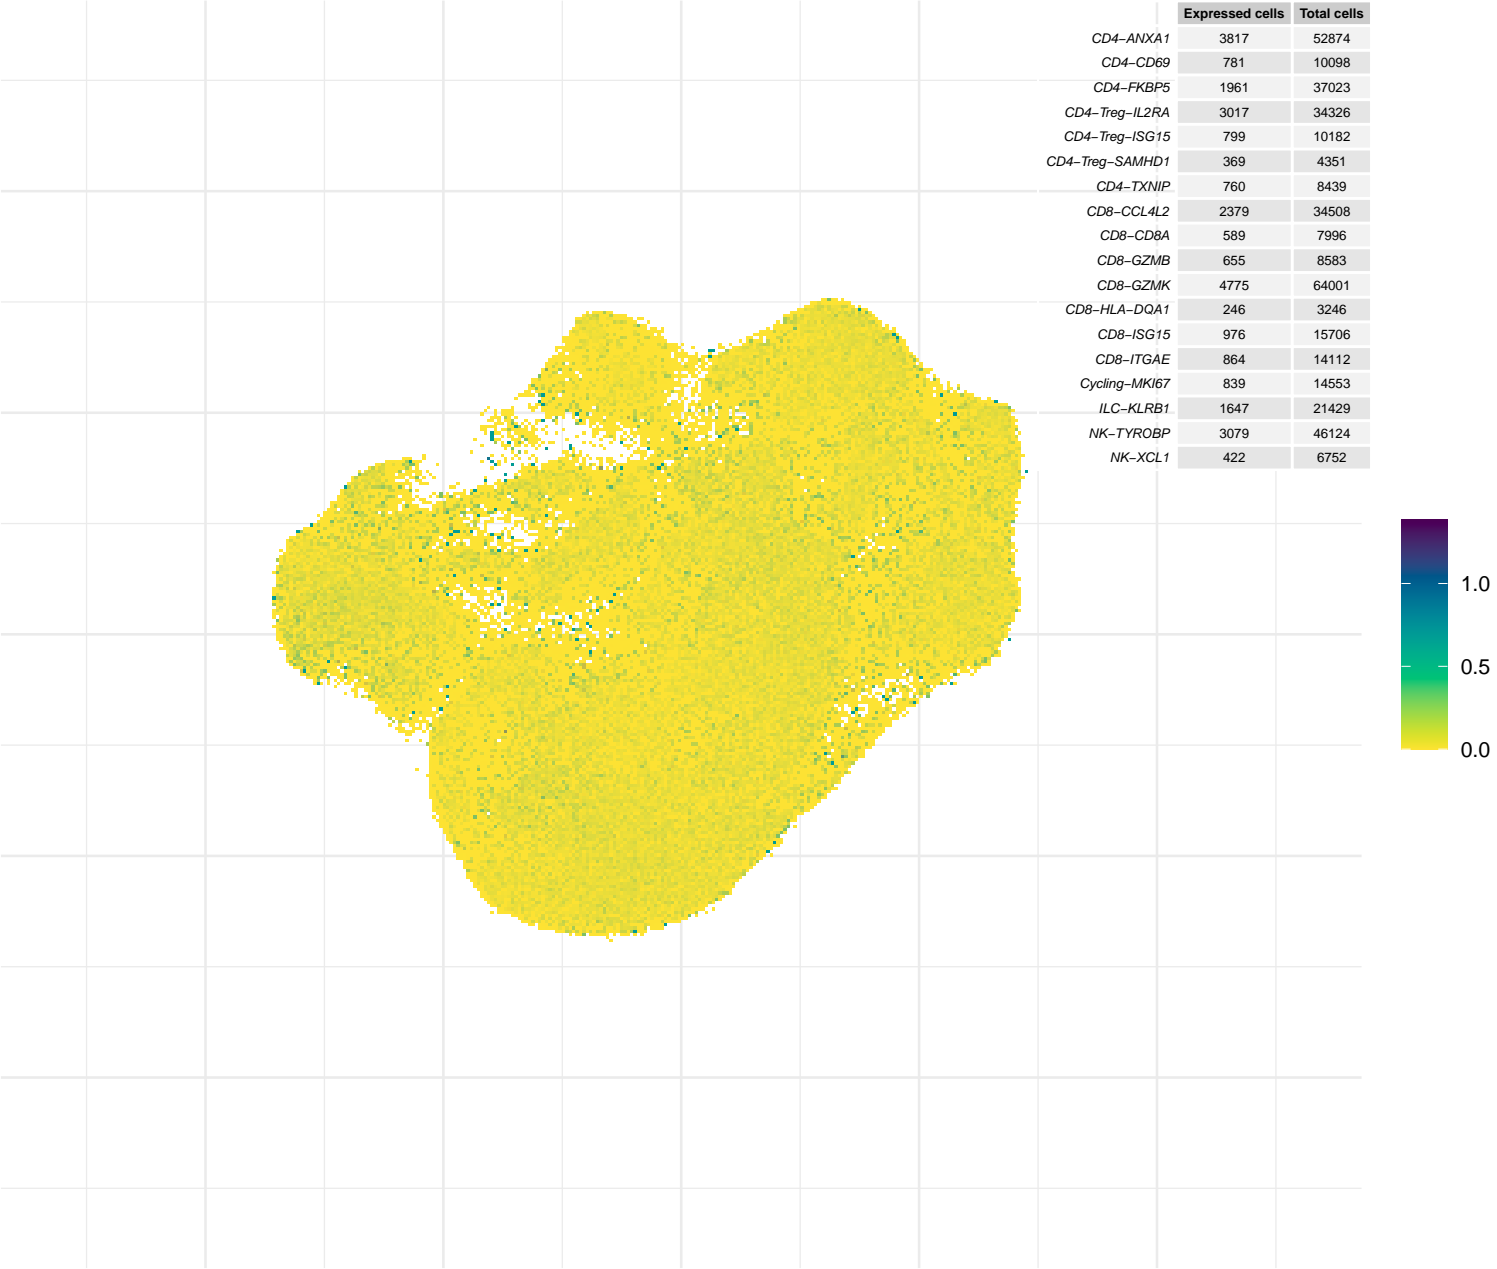 Expressed cells Total cells
CD4−ANXA1 3817 52874
CD4−CD69 781 10098
CD4−FKBP5 1961 37023
CD4−Treg−IL2RA 3017 34326
CD4−Treg−ISG15 799 10182
CD4−Treg−SAMHD1 369 4351
CD4−TXNIP 760 8439
CD8−CCL4L2 2379 34508
CD8−CD8A 589 7996
CD8−GZMB 655 8583
CD8−GZMK 4775 64001
CD8−HLA−DQA1 246 3246
CD8−ISG15 976 15706
CD8−ITGAE 864 14112
Cycling−MKI67 839 14553
ILC−KLRB1 1647 21429
NK−TYROBP 3079 46124
NK−XCL1 422 6752
1.0
0.5
0.0